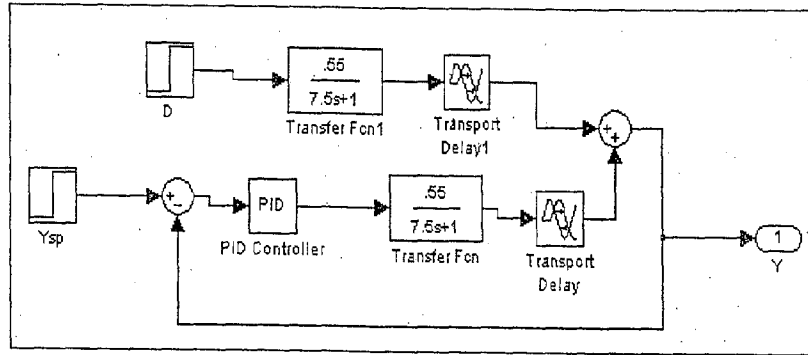 .55
7.5s+1
D
Transfer Fcn1
Transport
Delay1
+
+
Ysp
+
−
PID
PID Controller
.55
7.5s+1
Transfer Fcn
Transport
Delay
1
Y